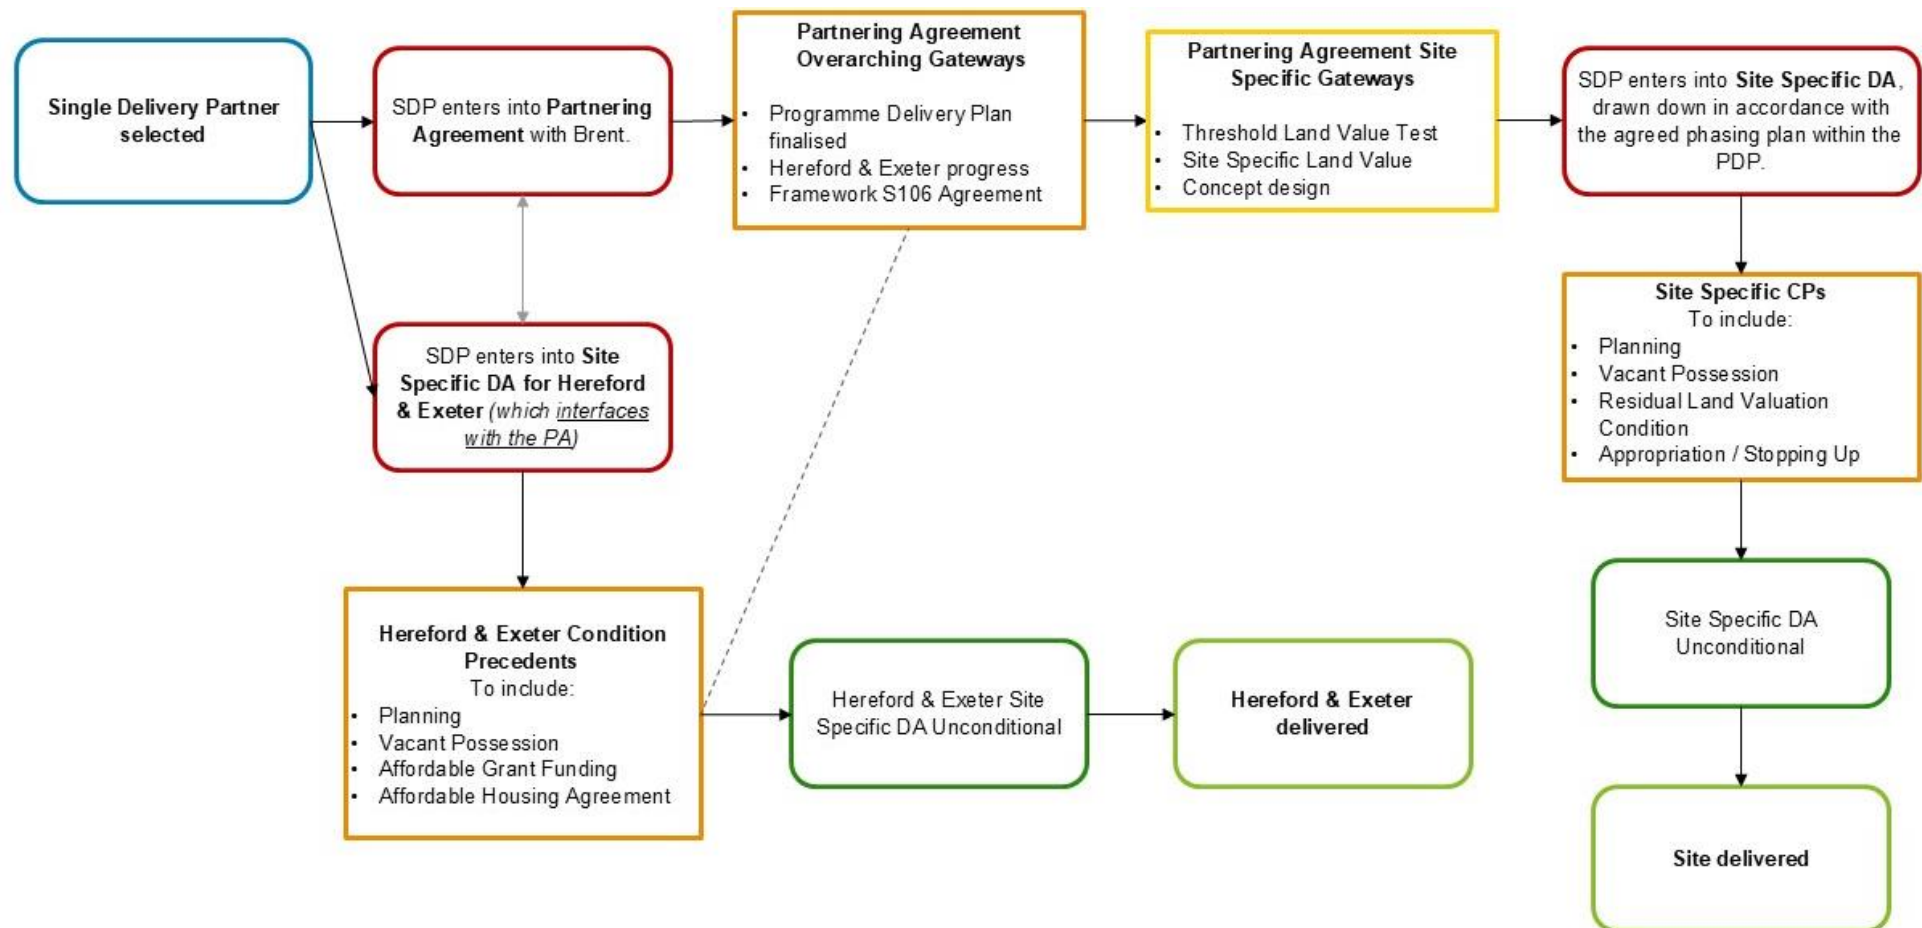 Single Delivery Partner
selected
SDP enters into Partnering
Agreement with Brent.
Partnering Agreement
Overarching Gateways
• Programme Delivery Plan
finalised
• Hereford & Exeter progress
• Framework S106 Agreement
Partnering Agreement Site
Specific Gateways
• Threshold Land Value Test
• Site Specific Land Value
• Concept design
SDP enters into Site Specific DA,
drawn down in accordance with
the agreed phasing plan within the
PDP.
SDP enters into Site
Specific DA for Hereford
& Exeter (which interfaces
with the PA)
Site Specific CPs
To include:
• Planning
• Vacant Possession
• Residual Land Valuation
Condition
• Appropriation / Stopping Up
Hereford & Exeter Condition
Precedents
To include:
• Planning
• Vacant Possession
• Affordable Grant Funding
• Affordable Housing Agreement
Hereford & Exeter Site
Specific DA Unconditional
Hereford & Exeter
delivered
Site Specific DA
Unconditional
Site delivered